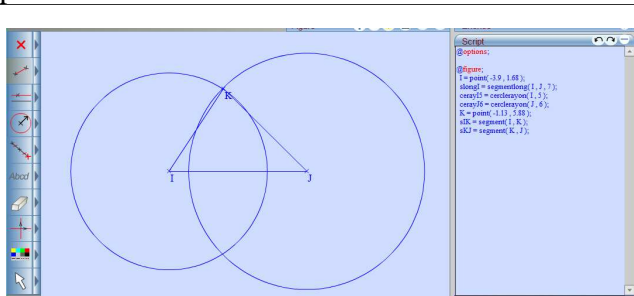 Script
@options;
@figure;
I = point( -3.9 , 1.68 );
slongI = segmentlong( I , J , 7 );
cerayI5 = cerclerayon( I , 5 );
cerayJ6 = cerclerayon( J , 6 );
K = point( -1.13 , 5.88 );
sIK = segment( I , K );
sKJ = segment( K , J );
K
I
J
Abcd